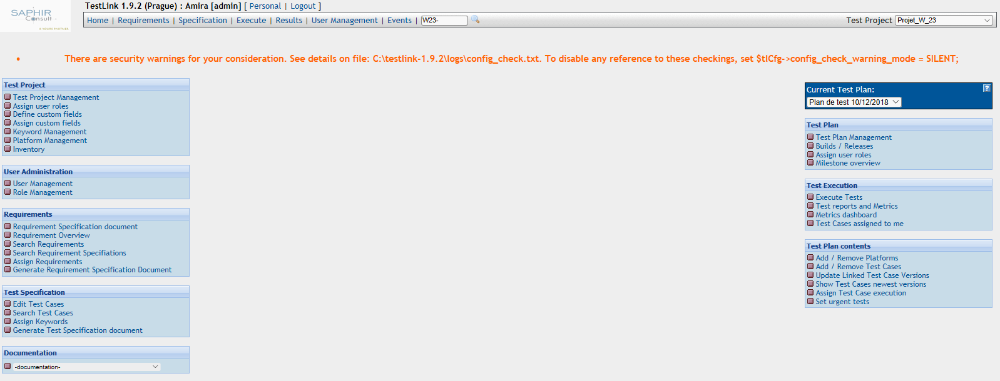 SAPHIR
Consult
IS YOURS PARTNER
TestLink 1.9.2 (Prague) : Amira [admin] [ Personal | Logout ]
Home | Requirements | Specification | Execute | Results | User Management | Events | W23-
Test Project Projet_W_23
• There are security warnings for your consideration. See details on file: C:\testlink-1.9.2\logs\config_check.txt. To disable any reference to these checkings, set $tlCfg->config_check_warning_mode = SILENT;
Test Project
Test Project Management
Assign user roles
Define custom fields
Assign custom fields
Keyword Management
Platform Management
Inventory
User Administration
User Management
Role Management
Requirements
Requirement Specification document
Requirement Overview
Search Requirements
Search Requirement Specifiations
Assign Requirements
Generate Requirement Specification Document
Test Specification
Edit Test Cases
Search Test Cases
Assign Keywords
Generate Test Specification document
Documentation
-documentation-
Current Test Plan: ?
Plan de test 10/12/2018
Test Plan
Test Plan Management
Builds / Releases
Assign user roles
Milestone overview
Test Execution
Execute Tests
Test reports and Metrics
Metrics dashboard
Test Cases assigned to me
Test Plan contents
Add / Remove Platforms
Add / Remove Test Cases
Update Linked Test Case Versions
Show Test Cases newest versions
Assign Test Case execution
Set urgent tests